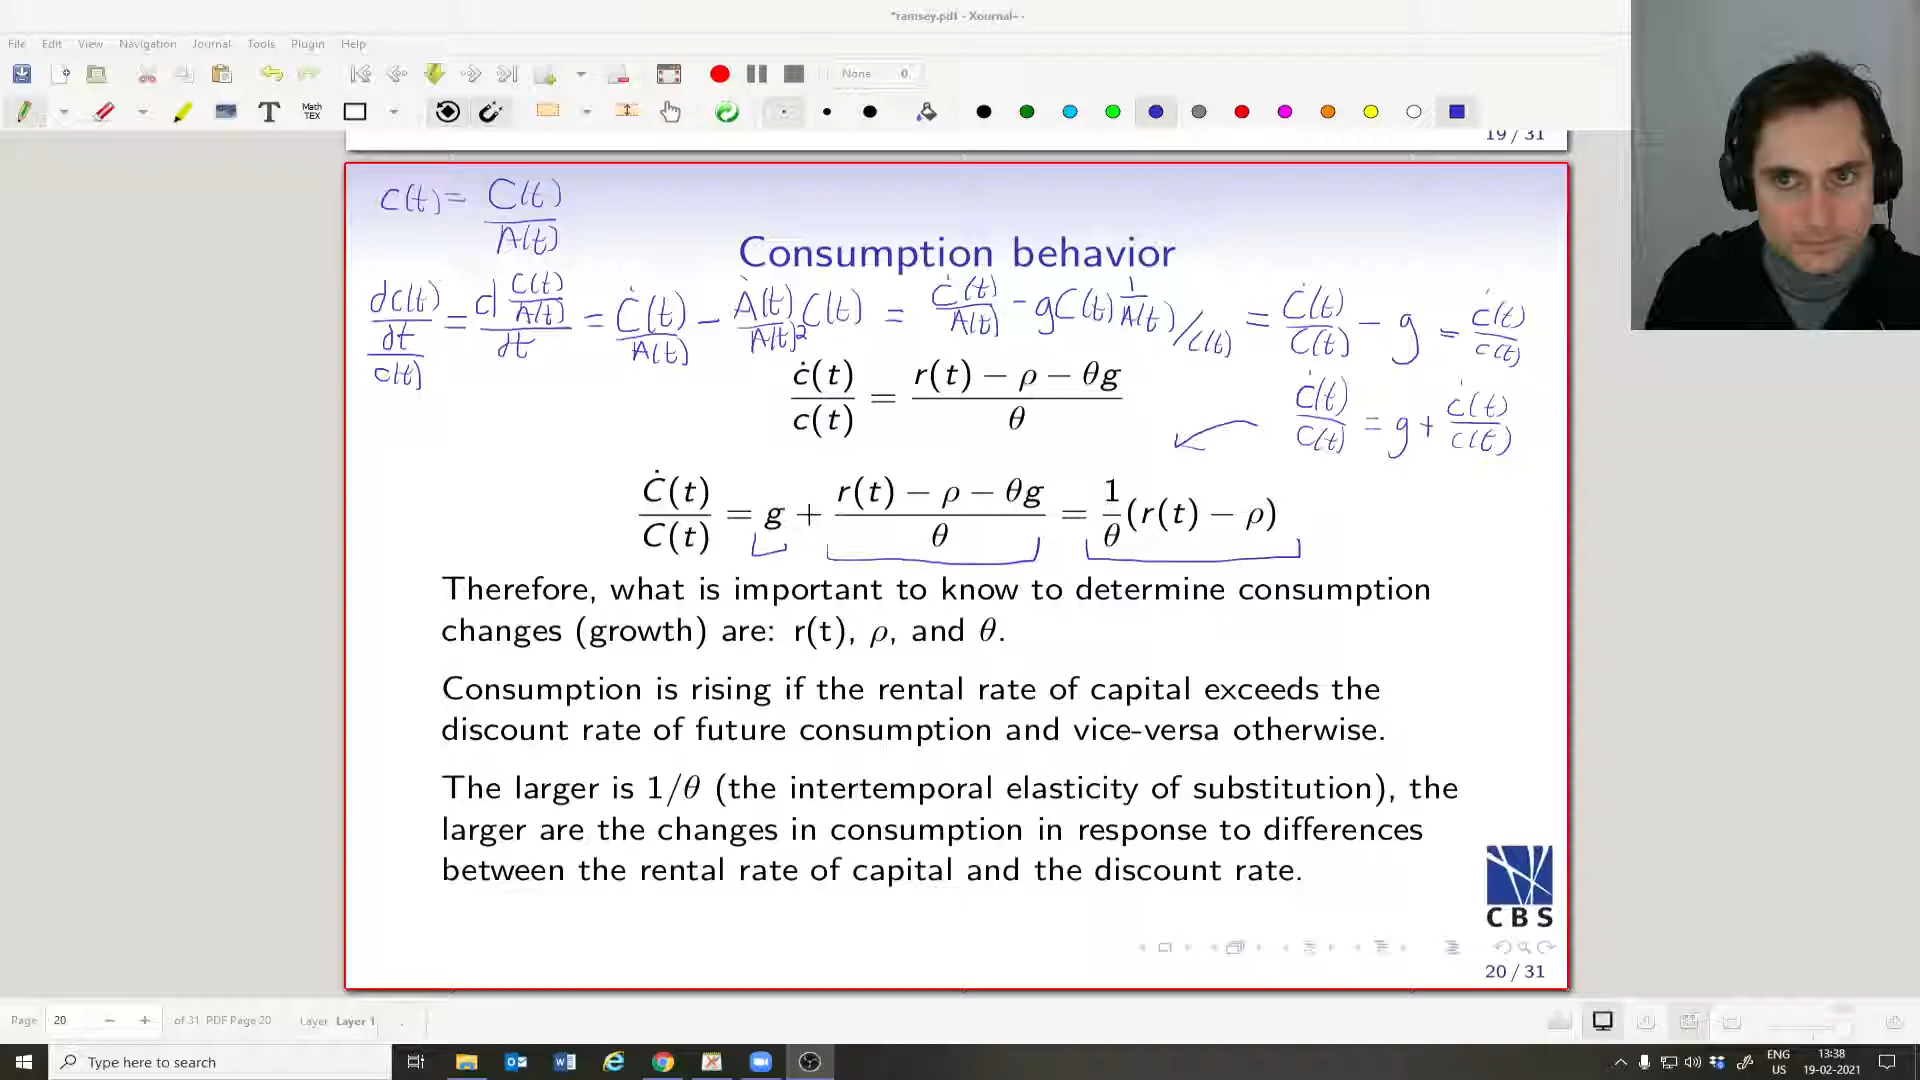 *ramsey.pdf - Xournal++
File Edit View Navigation Journal Tools Plugin Help
None 0.
T Math TEX
19 / 31
c(t) = C(t) / A(t)
Consumption behavior
dc(t)/dt / c(t) = d C(t)/A(t) / dt = Ċ(t)/A(t) − Ȧ(t)/A(t)² C(t) = Ċ(t)/A(t) − gC(t) 1/A(t) /c(t) = Ċ(t)/C(t) − g = ċ(t)/c(t)
ċ(t)/c(t) = r(t) − ρ − θg / θ
Ċ(t)/C(t) = g + ċ(t)/c(t)
Ċ(t)/C(t) = g + r(t) − ρ − θg / θ = 1/θ (r(t) − ρ)
Therefore, what is important to know to determine consumption
changes (growth) are: r(t), ρ, and θ.
Consumption is rising if the rental rate of capital exceeds the
discount rate of future consumption and vice-versa otherwise.
The larger is 1/θ (the intertemporal elasticity of substitution), the
larger are the changes in consumption in response to differences
between the rental rate of capital and the discount rate.
CBS
20 / 31
Page 20 − + of 31 PDF Page 20 Layer Layer 1
Type here to search
ENG
US
13:38
19-02-2021